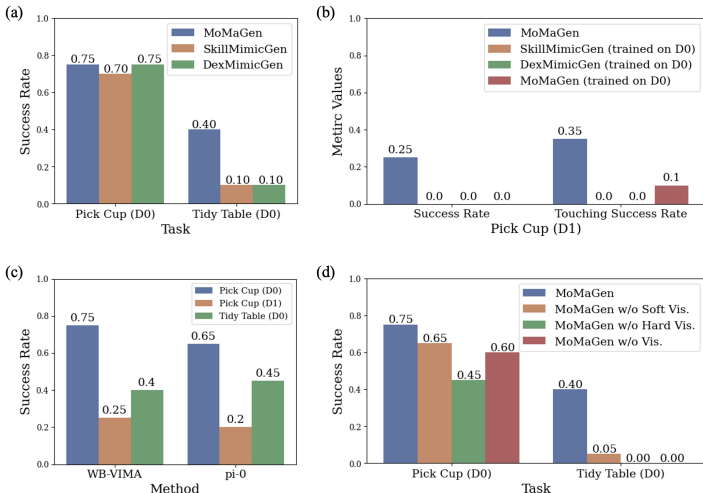 (a)
1.0
0.8
0.6
0.4
0.2
0.0
Success Rate
MoMaGen
SkillMimicGen
DexMimicGen
0.75
0.70
0.75
0.40
0.10
0.10
Pick Cup (D0)
Tidy Table (D0)
Task
(b)
1.0
0.8
0.6
0.4
0.2
0.0
Metirc Values
MoMaGen
SkillMimicGen (trained on D0)
DexMimicGen (trained on D0)
MoMaGen (trained on D0)
0.25
0.0
0.0
0.0
0.35
0.0
0.0
0.1
Success Rate
Touching Success Rate
Pick Cup (D1)
(c)
1.0
0.8
0.6
0.4
0.2
0.0
Success Rate
Pick Cup (D0)
Pick Cup (D1)
Tidy Table (D0)
0.75
0.25
0.4
0.65
0.2
0.45
WB-VIMA
pi-0
Method
(d)
1.0
0.8
0.6
0.4
0.2
0.0
Success Rate
MoMaGen
MoMaGen w/o Soft Vis.
MoMaGen w/o Hard Vis.
MoMaGen w/o Vis.
0.75
0.65
0.45
0.60
0.40
0.05
0.00
0.00
Pick Cup (D0)
Tidy Table (D0)
Task